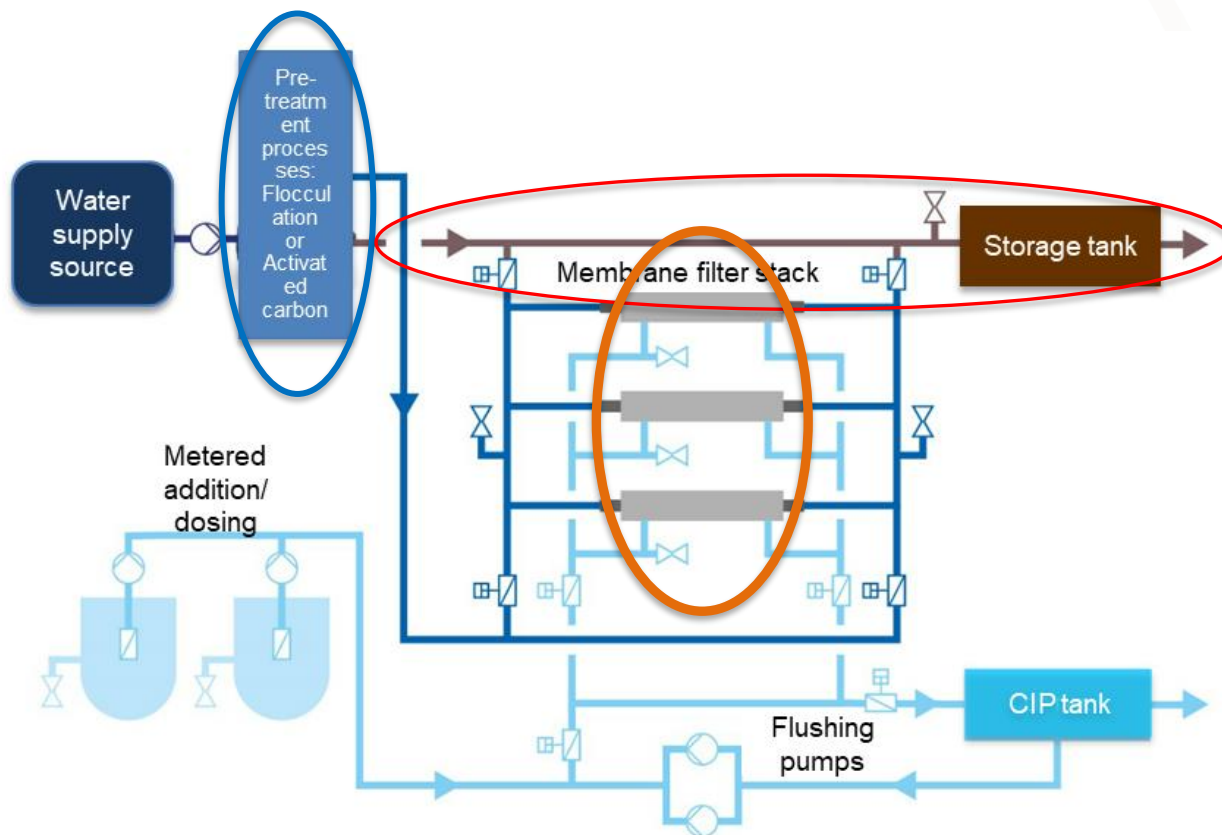 Pre-
treatm
ent
proces
ses:
Floccul
ation
or
Activat
ed
carbon
Water
supply
source
Storage tank
Membrane filter stack
Metered
addition/
dosing
CIP tank
Flushing
pumps